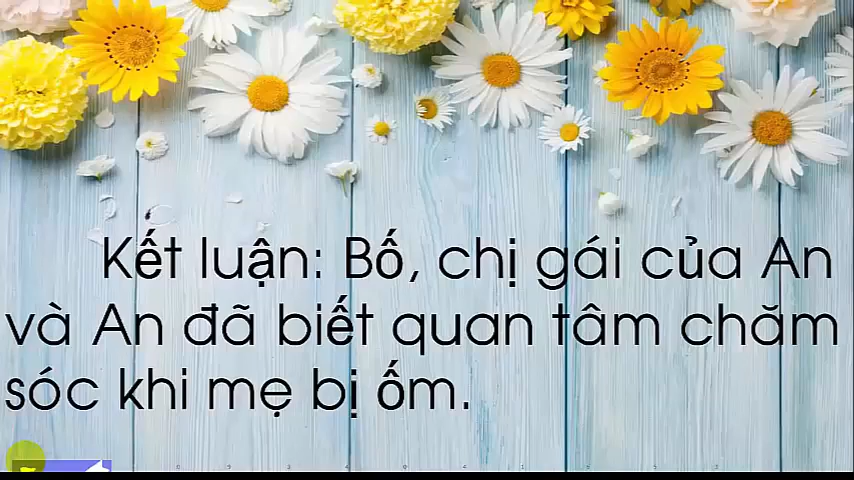 Kết luận: Bố, chị gái của An
và An đã biết quan tâm chăm
sóc khi mẹ bị ốm.